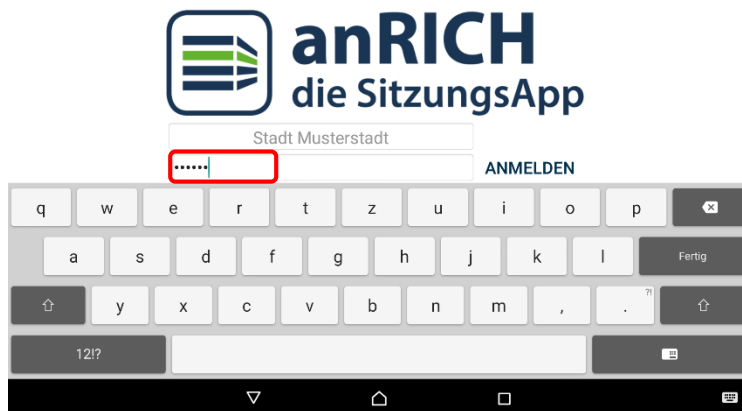 anRICH
die SitzungsApp
Stadt Musterstadt
••••••
ANMELDEN
q w e r t z u i o p
a s d f g h j k l Fertig
y x c v b n m , . ?!
12!?